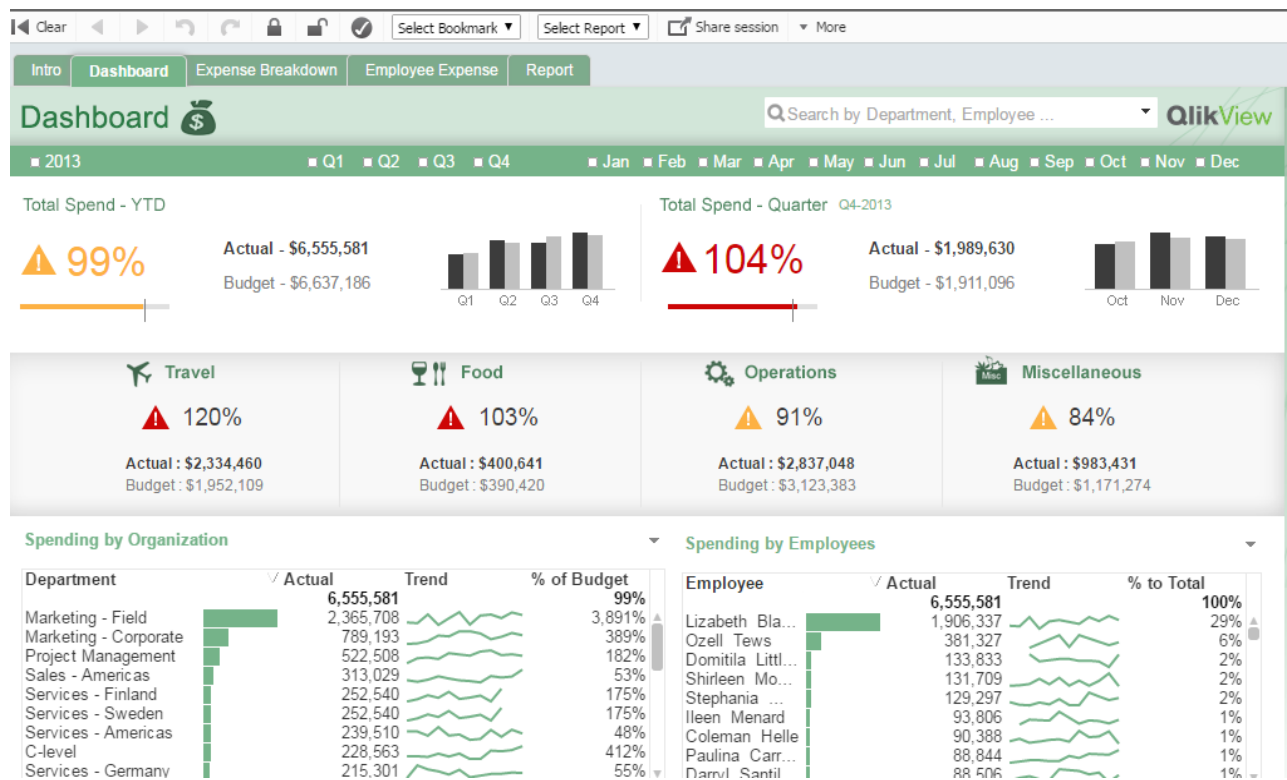 Clear Select Bookmark ▼ Select Report ▼ Share session ▼ More
Intro Dashboard Expense Breakdown Employee Expense Report
Dashboard $ Search by Department, Employee ... QlikView
2013 Q1 Q2 Q3 Q4 Jan Feb Mar Apr May Jun Jul Aug Sep Oct Nov Dec
Total Spend - YTD
99%
Actual - $6,555,581
Budget - $6,637,186
Q1 Q2 Q3 Q4
Total Spend - Quarter Q4-2013
104%
Actual - $1,989,630
Budget - $1,911,096
Oct Nov Dec
Travel
120%
Actual : $2,334,460
Budget : $1,952,109
Food
103%
Actual : $400,641
Budget : $390,420
Operations
91%
Actual : $2,837,048
Budget : $3,123,383
Misc Miscellaneous
84%
Actual : $983,431
Budget : $1,171,274
Spending by Organization
Department Actual Trend % of Budget
6,555,581 99%
Marketing - Field 2,365,708 3,891%
Marketing - Corporate 789,193 389%
Project Management 522,508 182%
Sales - Americas 313,029 53%
Services - Finland 252,540 175%
Services - Sweden 252,540 175%
Services - Americas 239,510 48%
C-level 228,563 412%
Services - Germany 215,301 55%
Spending by Employees
Employee Actual Trend % to Total
6,555,581 100%
Lizabeth Bla... 1,906,337 29%
Ozell Tews 381,327 6%
Domitila Littl... 133,833 2%
Shirleen Mo... 131,709 2%
Stephania ... 129,297 2%
Ileen Menard 93,806 1%
Coleman Helle 90,388 1%
Paulina Carr... 88,844 1%
Darryl Santil... 88,506 1%